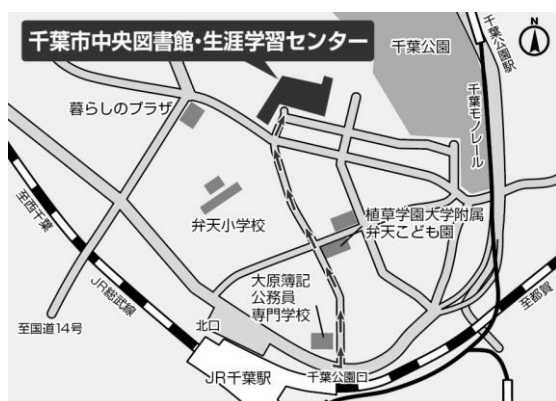 千葉市中央図書館・生涯学習センター
N
千葉公園
千葉公園駅
千葉モノレール
暮らしのプラザ
至西千葉
弁天小学校
植草学園大学附属
弁天こども園
JR総武線
大原簿記
公務員
専門学校
至都賀
至国道14号
北口
JR千葉駅
千葉公園口